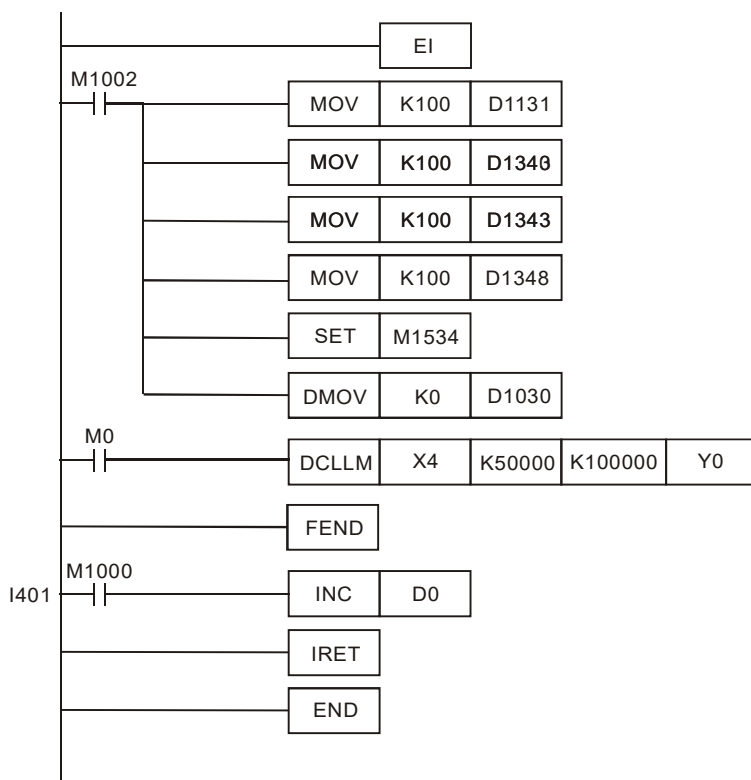 EI
M1002
MOV K100 D1131
MOV K100 D1340
MOV K100 D1343
MOV K100 D1348
SET M1534
DMOV K0 D1030
M0
DCLLM X4 K50000 K100000 Y0
FEND
M1000
I401 INC D0
IRET
END